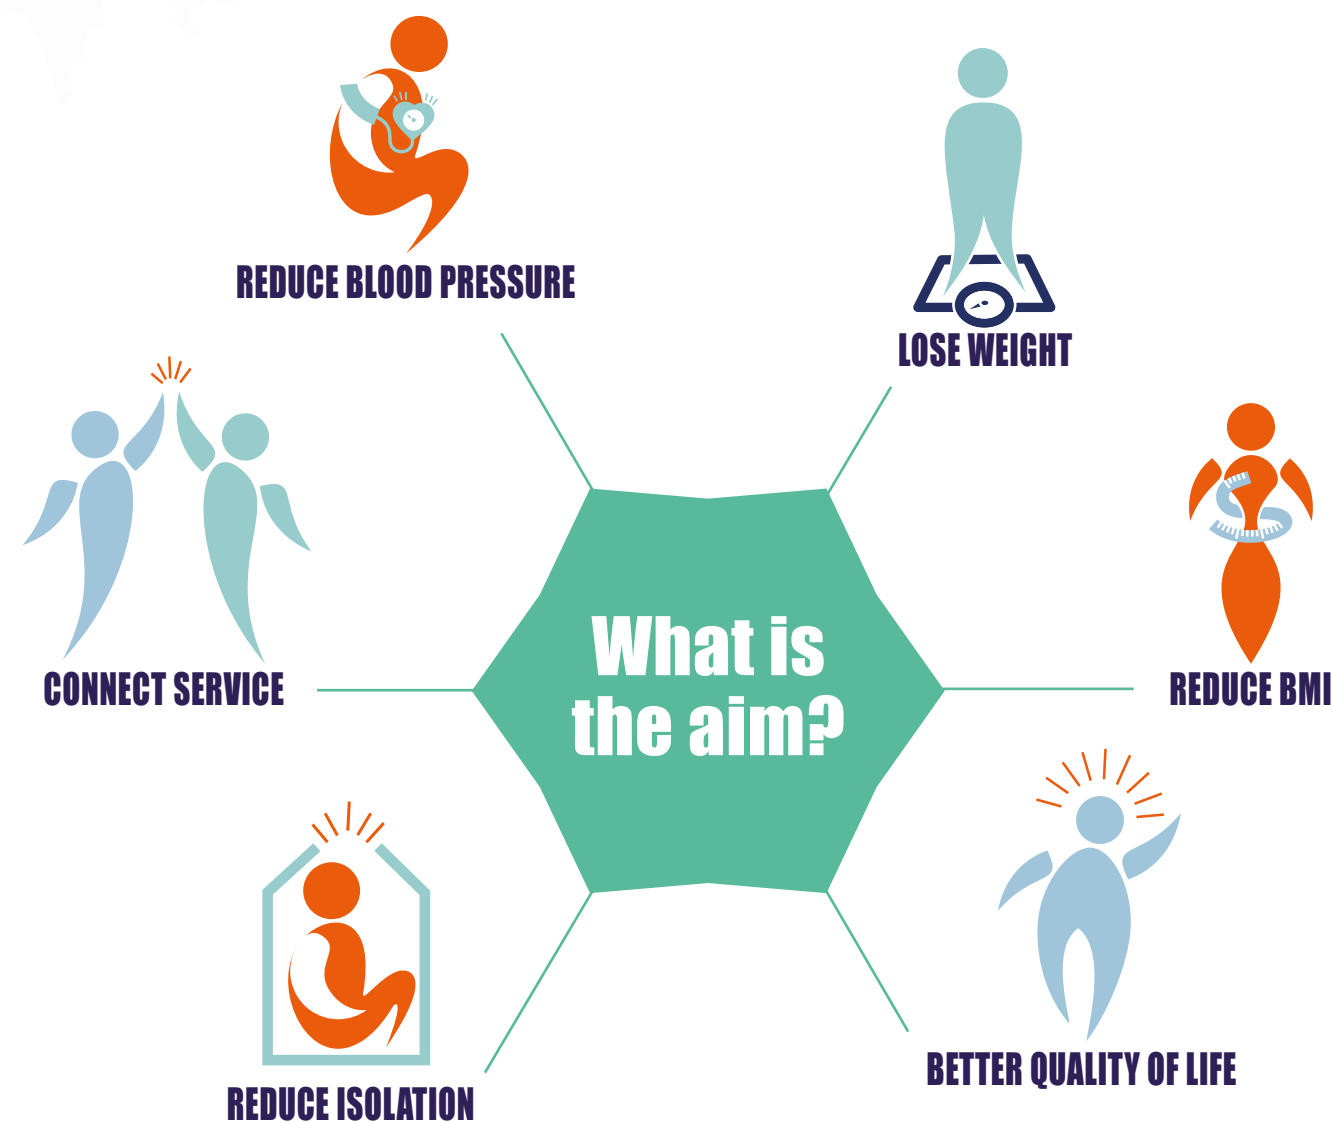 REDUCE BLOOD PRESSURE
LOSE WEIGHT
CONNECT SERVICE
What is
the aim?
REDUCE BMI
REDUCE ISOLATION
BETTER QUALITY OF LIFE